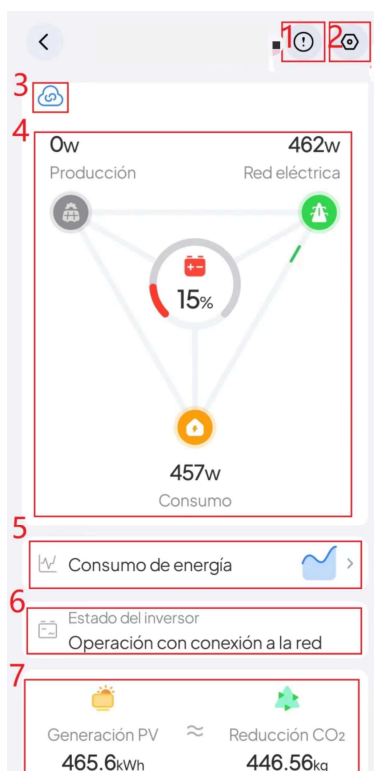 1
2
3
4
0w
462w
Producción
Red eléctrica
15%
457w
Consumo
5
Consumo de energía
6
Estado del inversor
Operación con conexión a la red
7
Generación PV
≈
Reducción CO2
465.6kWh
446.56kg